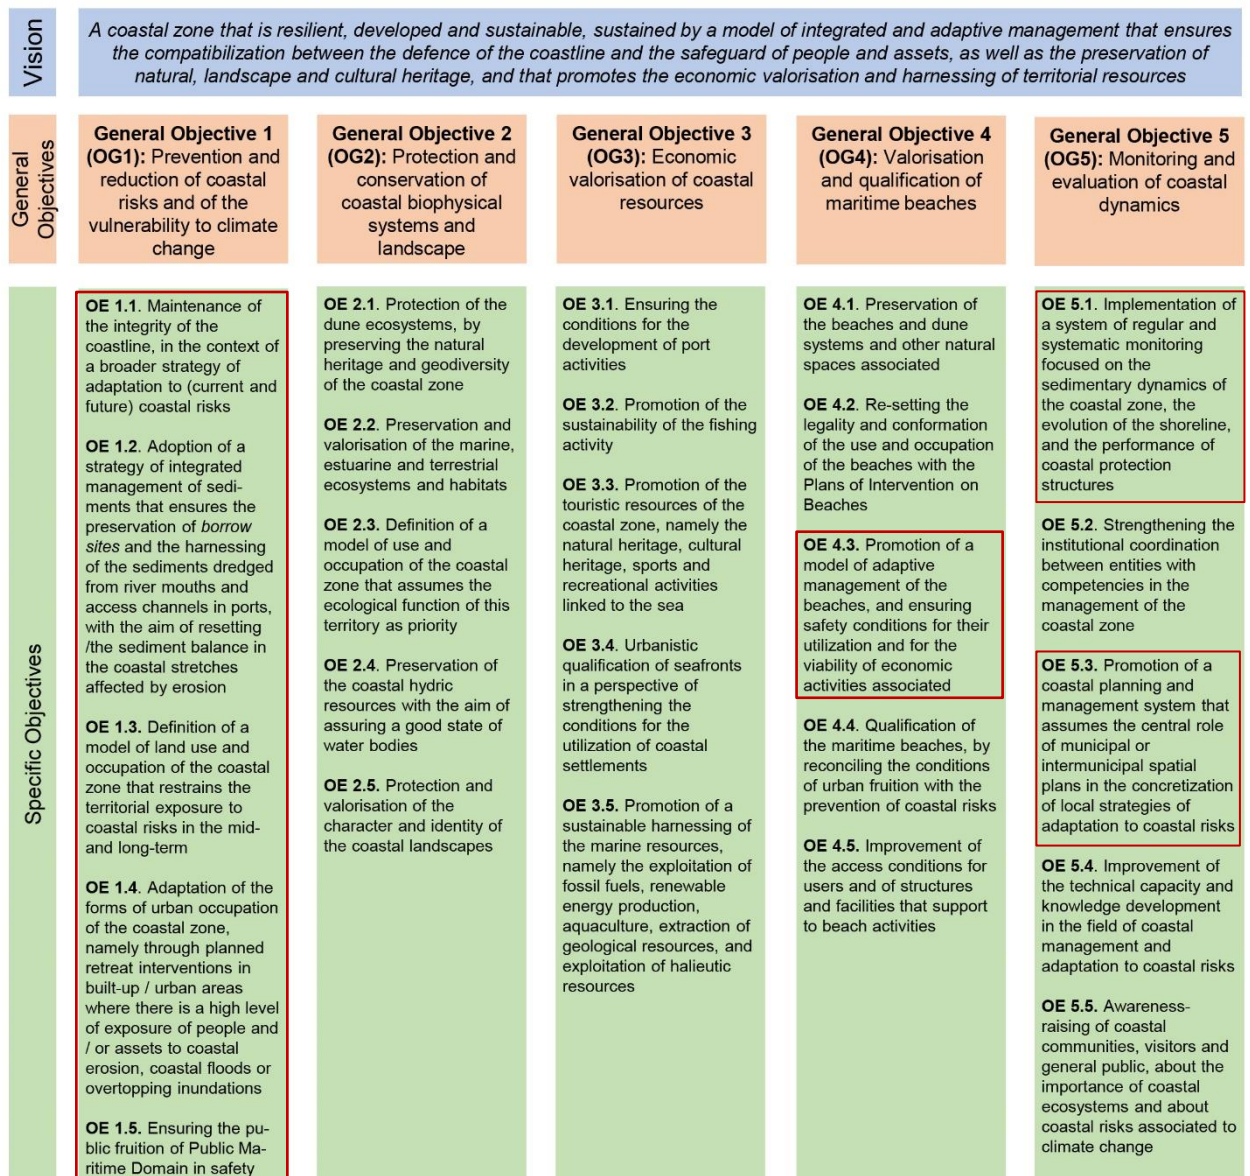 Vision
A coastal zone that is resilient, developed and sustainable, sustained by a model of integrated and adaptive management that ensures
the compatibilization between the defence of the coastline and the safeguard of people and assets, as well as the preservation of
natural, landscape and cultural heritage, and that promotes the economic valorisation and harnessing of territorial resources
General
Objectives
General Objective 1
(OG1): Prevention and
reduction of coastal
risks and of the
vulnerability to climate
change
General Objective 2
(OG2): Protection and
conservation of
coastal biophysical
systems and
landscape
General Objective 3
(OG3): Economic
valorisation of coastal
resources
General Objective 4
(OG4): Valorisation
and qualification of
maritime beaches
General Objective 5
(OG5): Monitoring and
evaluation of coastal
dynamics
Specific Objectives
OE 1.1. Maintenance of
the integrity of the
coastline, in the context of
a broader strategy of
adaptation to (current and
future) coastal risks
OE 1.2. Adoption of a
strategy of integrated
management of sedi-
ments that ensures the
preservation of borrow
sites and the harnessing
of the sediments dredged
from river mouths and
access channels in ports,
with the aim of resetting
/the sediment balance in
the coastal stretches
affected by erosion
OE 1.3. Definition of a
model of land use and
occupation of the coastal
zone that restrains the
territorial exposure to
coastal risks in the mid-
and long-term
OE 1.4. Adaptation of the
forms of urban occupation
of the coastal zone,
namely through planned
retreat interventions in
built-up / urban areas
where there is a high level
of exposure of people and
/ or assets to coastal
erosion, coastal floods or
overtopping inundations
OE 1.5. Ensuring the pu-
blic fruition of Public Ma-
ritime Domain in safety
OE 2.1. Protection of the
dune ecosystems, by
preserving the natural
heritage and geodiversity
of the coastal zone
OE 2.2. Preservation and
valorisation of the marine,
estuarine and terrestrial
ecosystems and habitats
OE 2.3. Definition of a
model of use and
occupation of the coastal
zone that assumes the
ecological function of this
territory as priority
OE 2.4. Preservation of
the coastal hydric
resources with the aim of
assuring a good state of
water bodies
OE 2.5. Protection and
valorisation of the
character and identity of
the coastal landscapes
OE 3.1. Ensuring the
conditions for the
development of port
activities
OE 3.2. Promotion of the
sustainability of the fishing
activity
OE 3.3. Promotion of the
touristic resources of the
coastal zone, namely the
natural heritage, cultural
heritage, sports and
recreational activities
linked to the sea
OE 3.4. Urbanistic
qualification of seafronts
in a perspective of
strengthening the
conditions for the
utilization of coastal
settlements
OE 3.5. Promotion of a
sustainable harnessing of
the marine resources,
namely the exploitation of
fossil fuels, renewable
energy production,
aquaculture, extraction of
geological resources, and
exploitation of halieutic
resources
OE 4.1. Preservation of
the beaches and dune
systems and other natural
spaces associated
OE 4.2. Re-setting the
legality and conformation
of the use and occupation
of the beaches with the
Plans of Intervention on
Beaches
OE 4.3. Promotion of a
model of adaptive
management of the
beaches, and ensuring
safety conditions for their
utilization and for the
viability of economic
activities associated
OE 4.4. Qualification of
the maritime beaches, by
reconciling the conditions
of urban fruition with the
prevention of coastal risks
OE 4.5. Improvement of
the access conditions for
users and of structures
and facilities that support
to beach activities
OE 5.1. Implementation of
a system of regular and
systematic monitoring
focused on the
sedimentary dynamics of
the coastal zone, the
evolution of the shoreline,
and the performance of
coastal protection
structures
OE 5.2. Strengthening the
institutional coordination
between entities with
competencies in the
management of the
coastal zone
OE 5.3. Promotion of a
coastal planning and
management system that
assumes the central role
of municipal or
intermunicipal spatial
plans in the concretization
of local strategies of
adaptation to coastal risks
OE 5.4. Improvement of
the technical capacity and
knowledge development
in the field of coastal
management and
adaptation to coastal risks
OE 5.5. Awareness-
raising of coastal
communities, visitors and
general public, about the
importance of coastal
ecosystems and about
coastal risks associated to
climate change